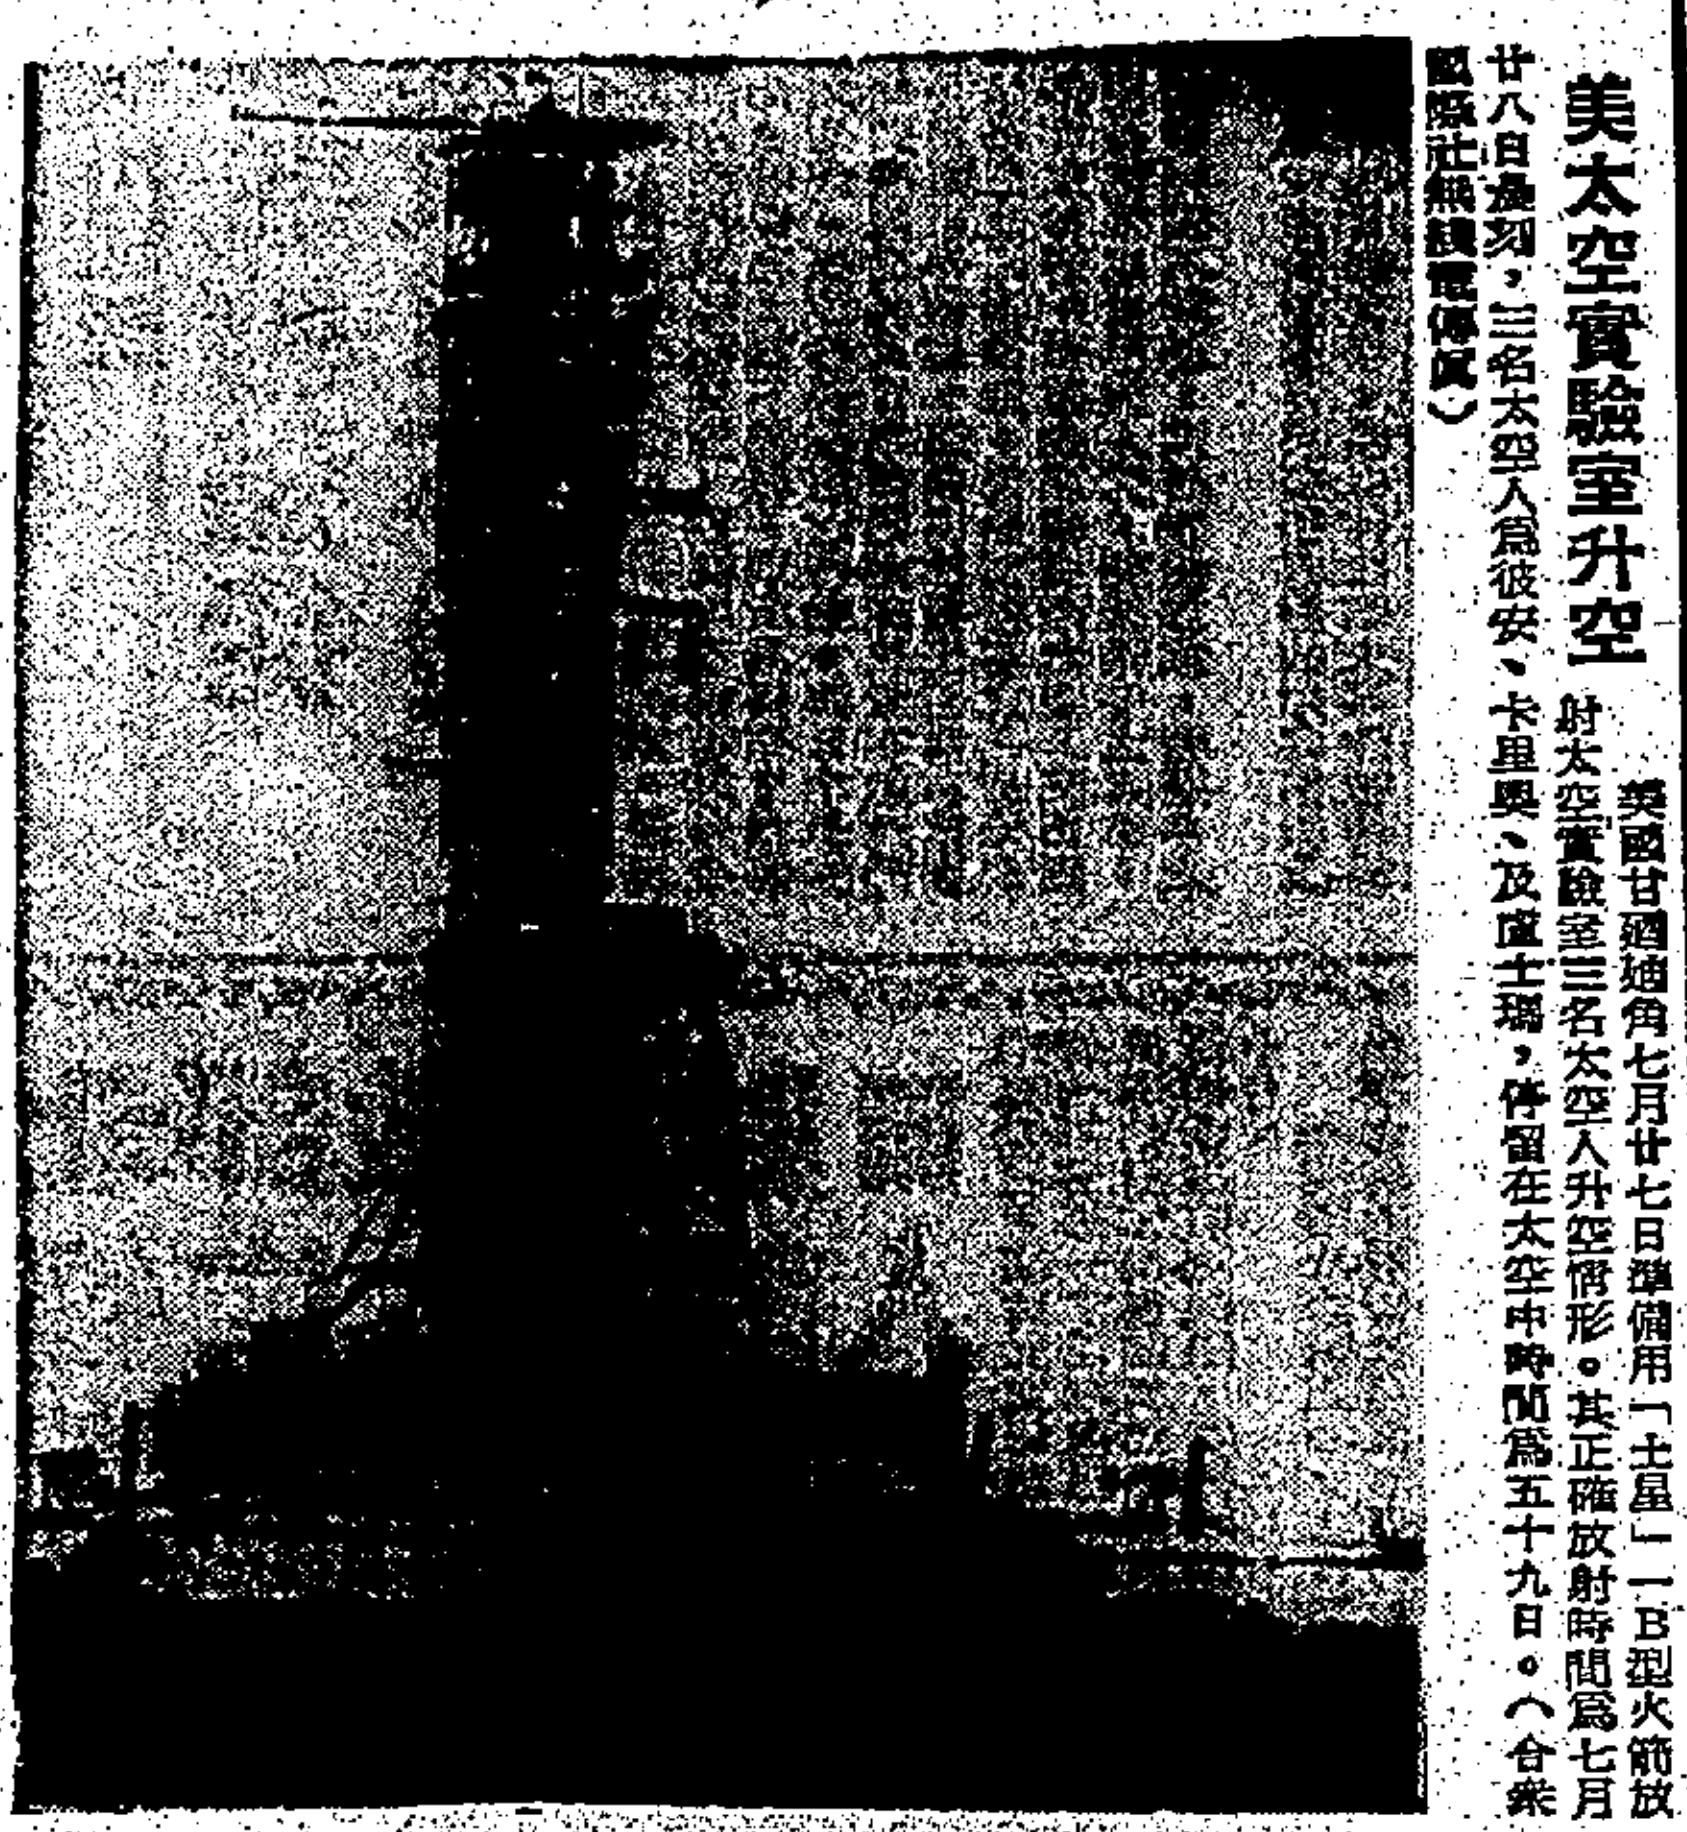 美太空實驗室升空
美國甘廼迪角七月廿七日準備用「土星」一B型火箭放
射太空實驗室三名太空人升空情形。其正確放射時間爲七月
廿八日晨刻，三名太空人爲彼安、卡里奧、及盧士瑪，停留在太空中時間爲五十九日。（合衆
國際社無綫電傳眞）